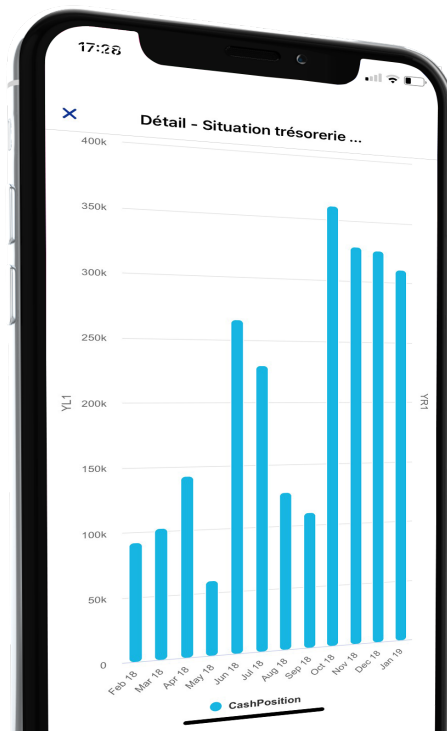 17:28
Détail - Situation trésorerie ...
400k
350k
300k
250k
200k
150k
100k
50k
0
YL1
YR1
Feb 18
Mar 18
Apr 18
May 18
Jun 18
Jul 18
Aug 18
Sep 18
Oct 18
Nov 18
Dec 18
Jan 19
CashPosition